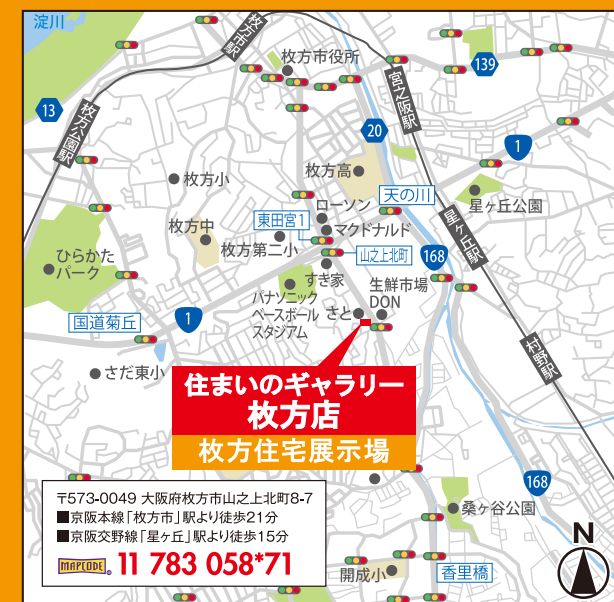 淀川
枚方市駅
枚方市役所
139
13
枚方公園駅
宮之阪駅
20
1
枚方高
枚方小
天の川
星ヶ丘公園
ローソン
東田宮1
マクドナルド
枚方中
枚方第二小
山之上北町
星ヶ丘駅
ひらかた
パーク
すき家
168
生鮮市場
DON
パナソニック
ベースボール
スタジアム
さと
国道菊丘
1
村野駅
さだ東小
住まいのギャラリー
枚方店
枚方住宅展示場
168
〒573-0049 大阪府枚方市山之上北町8-7
■京阪本線「枚方市」駅より徒歩21分
■京阪交野線「星ヶ丘」駅より徒歩15分
MAPCODE® 11 783 058*71
桑ヶ谷公園
N
開成小
香里橋